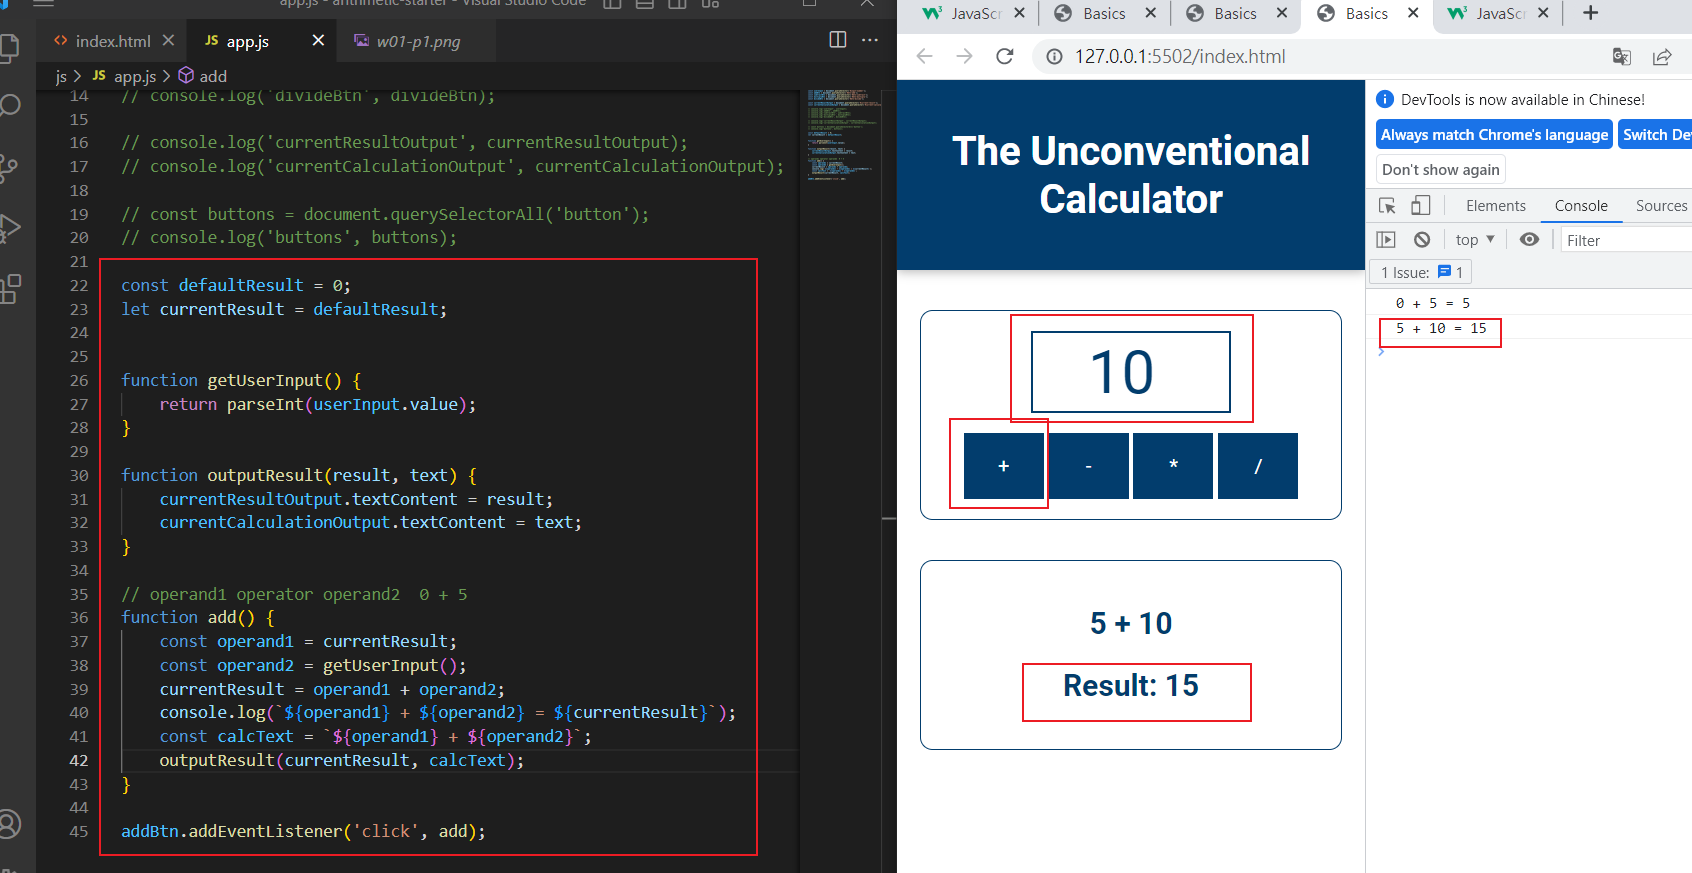 app.js - arithmetic-starter - Visual Studio Code
index.html
JS app.js
w01-p1.png
js > JS app.js > add
14 // console.log('divideBtn', divideBtn);
15
16 // console.log('currentResultOutput', currentResultOutput);
17 // console.log('currentCalculationOutput', currentCalculationOutput);
18
19 // const buttons = document.querySelectorAll('button');
20 // console.log('buttons', buttons);
21
22 const defaultResult = 0;
23 let currentResult = defaultResult;
24
25
26 function getUserInput() {
27 return parseInt(userInput.value);
28 }
29
30 function outputResult(result, text) {
31 currentResultOutput.textContent = result;
32 currentCalculationOutput.textContent = text;
33 }
34
35 // operand1 operator operand2  0 + 5
36 function add() {
37 const operand1 = currentResult;
38 const operand2 = getUserInput();
39 currentResult = operand1 + operand2;
40 console.log(`${operand1} + ${operand2} = ${currentResult}`);
41 const calcText = `${operand1} + ${operand2}`;
42 outputResult(currentResult, calcText);
43 }
44
45 addBtn.addEventListener('click', add);
JavaScr
Basics
Basics
Basics
JavaScr
127.0.0.1:5502/index.html
The Unconventional
Calculator
10
+ - * /
5 + 10
Result: 15
DevTools is now available in Chinese!
Always match Chrome's language
Switch De
Don't show again
Elements Console Sources
top
Filter
1 Issue: 1
0 + 5 = 5
5 + 10 = 15